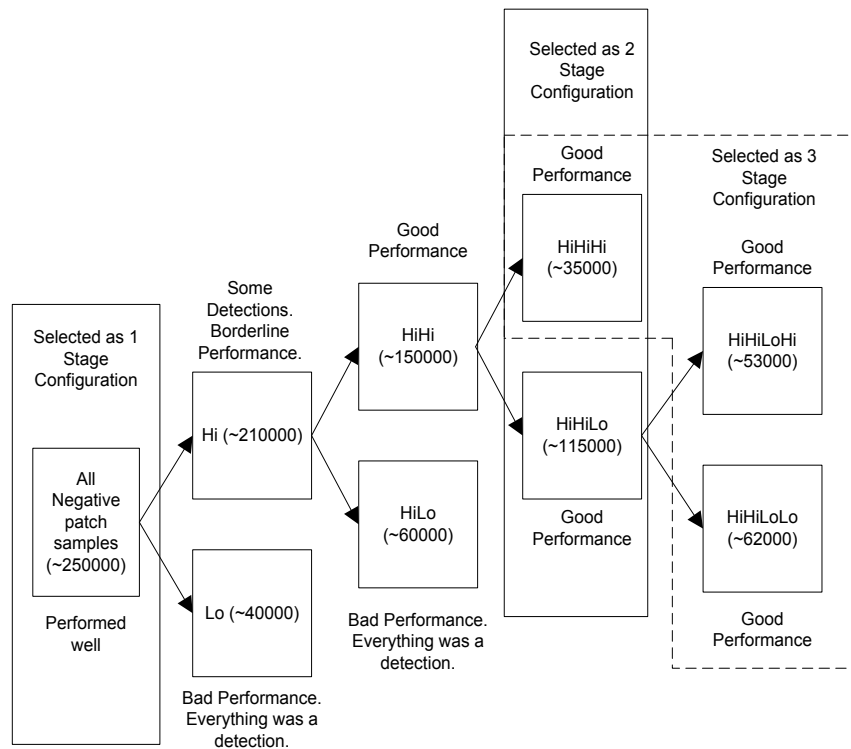 Selected as 1
Stage
Configuration
All
Negative
patch
samples
(~250000)
Performed
well
Some
Detections.
Borderline
Performance.
Hi (~210000)
Lo (~40000)
Bad Performance.
Everything was a
detection.
Good
Performance
HiHi
(~150000)
HiLo
(~60000)
Bad Performance.
Everything was a
detection.
Selected as 2
Stage
Configuration
Good
Performance
HiHiHi
(~35000)
HiHiLo
(~115000)
Good
Performance
Selected as 3
Stage
Configuration
Good
Performance
HiHiLoHi
(~53000)
HiHiLoLo
(~62000)
Good
Performance